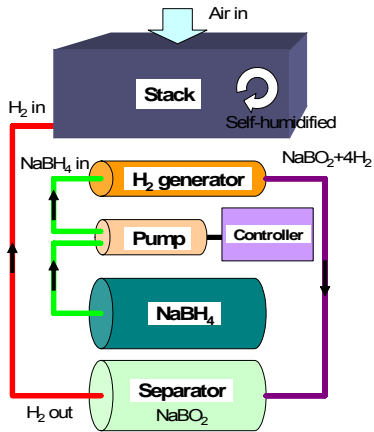 Air in
Stack
H₂ in
Self-humidified
NaBH₄ in
NaBO₂+4H₂
H₂ generator
Pump
Controller
NaBH₄
Separator
H₂ out
NaBO₂